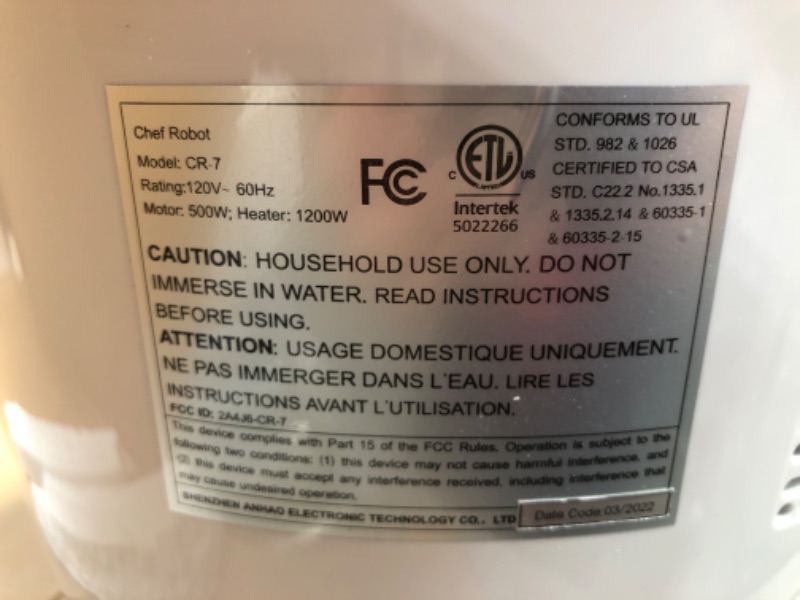 Chef Robot
Model: CR-7
Rating:120V~ 60Hz
Motor: 500W; Heater: 1200W
FC
C ETL US
LISTED
Intertek
5022266
CONFORMS TO UL
STD. 982 & 1026
CERTIFIED TO CSA
STD. C22.2 No.1335.1
& 1335.2.14 & 60335-1
& 60335-2-15
CAUTION: HOUSEHOLD USE ONLY. DO NOT
IMMERSE IN WATER. READ INSTRUCTIONS
BEFORE USING.
ATTENTION: USAGE DOMESTIQUE UNIQUEMENT.
NE PAS IMMERGER DANS L'EAU. LIRE LES
INSTRUCTIONS AVANT L'UTILISATION.
FCC ID: 2A4J6-CR-7
This device complies with Part 15 of the FCC Rules, Operation is subject to the
following two conditions: (1) this device may not cause harmful interference, and
(2) this device must accept any interference received, including interference that
may cause undesired operation.
SHENZHEN ANHAO ELECTRONIC TECHNOLOGY CO., LTD
Date Code:03/2022